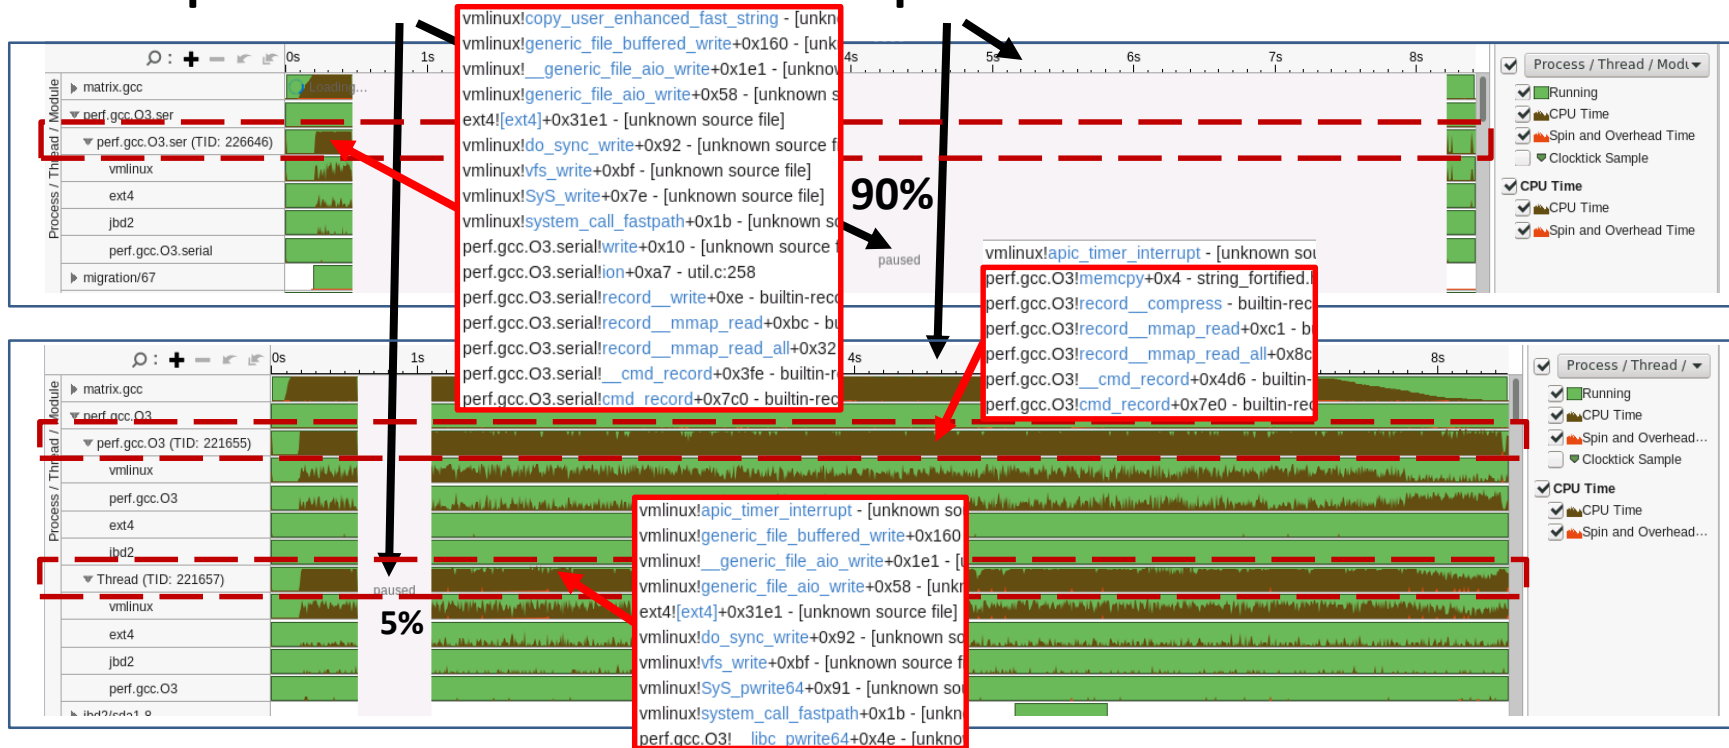 vmlinux!copy_user_enhanced_fast_string - [unkn
vmlinux!generic_file_buffered_write+0x160 - [unk
vmlinux!__generic_file_aio_write+0x1e1 - [unknow
vmlinux!generic_file_aio_write+0x58 - [unknown s
ext4![ext4]+0x31e1 - [unknown source file]
vmlinux!do_sync_write+0x92 - [unknown source f
vmlinux!vfs_write+0xbf - [unknown source file]
vmlinux!SyS_write+0x7e - [unknown source file]
vmlinux!system_call_fastpath+0x1b - [unknown so
perf.gcc.O3.serial!write+0x10 - [unknown source f
perf.gcc.O3.serial!ion+0xa7 - util.c:258
perf.gcc.O3.serial!record__write+0xe - builtin-reco
perf.gcc.O3.serial!record__mmap_read+0xbc - bu
perf.gcc.O3.serial!record__mmap_read_all+0x32
perf.gcc.O3.serial!__cmd_record+0x3fe - builtin-r
perf.gcc.O3.serial!cmd_record+0x7c0 - builtin-rec
0s 1s 4s 5s 6s 7s 8s
Process / Thread / Module
matrix.gcc
Loading...
perf.gcc.O3.ser
perf.gcc.O3.ser (TID: 226646)
vmlinux
ext4
jbd2
perf.gcc.O3.serial
migration/67
90%
paused
Process / Thread / Modu
Running
CPU Time
Spin and Overhead Time
Clocktick Sample
CPU Time
CPU Time
Spin and Overhead Time
vmlinux!apic_timer_interrupt - [unknown sou
perf.gcc.O3!memcpy+0x4 - string_fortified.
perf.gcc.O3!record__compress - builtin-rec
perf.gcc.O3!record__mmap_read+0xc1 - b
perf.gcc.O3!record__mmap_read_all+0x8c
perf.gcc.O3!__cmd_record+0x4d6 - builtin-
perf.gcc.O3!cmd_record+0x7e0 - builtin-rec
0s 1s 4s 8s
Process / Thread / Module
matrix.gcc
perf.gcc.O3
perf.gcc.O3 (TID: 221655)
vmlinux
perf.gcc.O3
ext4
jbd2
Thread (TID: 221657)
vmlinux
ext4
jbd2
perf.gcc.O3
jbd2/sda1-8
paused
5%
vmlinux!apic_timer_interrupt - [unknown so
vmlinux!generic_file_buffered_write+0x160
vmlinux!__generic_file_aio_write+0x1e1 - [
vmlinux!generic_file_aio_write+0x58 - [unkn
ext4![ext4]+0x31e1 - [unknown source file]
vmlinux!do_sync_write+0x92 - [unknown so
vmlinux!vfs_write+0xbf - [unknown source f
vmlinux!SyS_pwrite64+0x91 - [unknown sou
vmlinux!system_call_fastpath+0x1b - [unkn
perf.gcc.O3!__libc_pwrite64+0x4e - [unkno
Process / Thread /
Running
CPU Time
Spin and Overhead...
Clocktick Sample
CPU Time
CPU Time
Spin and Overhead...